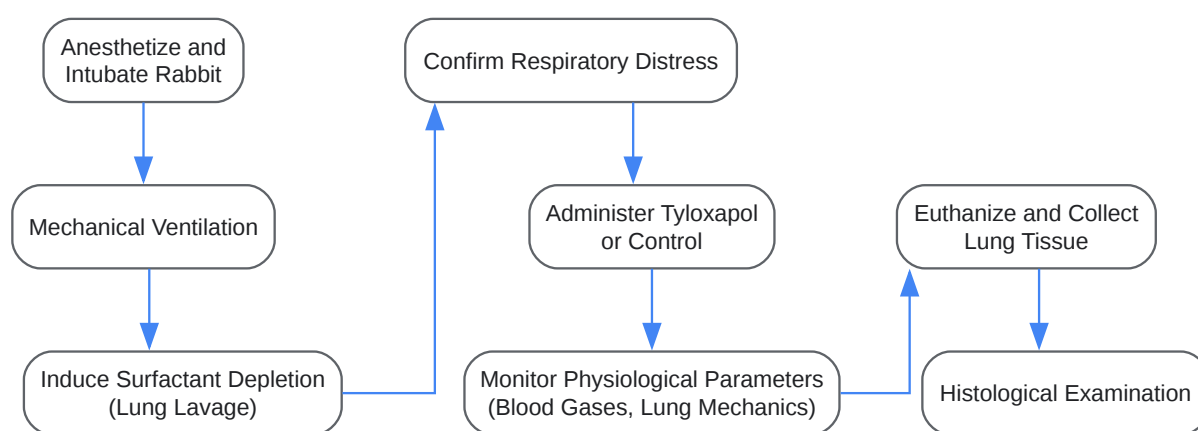 Anesthetize and
Intubate Rabbit
Mechanical Ventilation
Induce Surfactant Depletion
(Lung Lavage)
Confirm Respiratory Distress
Administer Tyloxapol
or Control
Monitor Physiological Parameters
(Blood Gases, Lung Mechanics)
Euthanize and Collect
Lung Tissue
Histological Examination